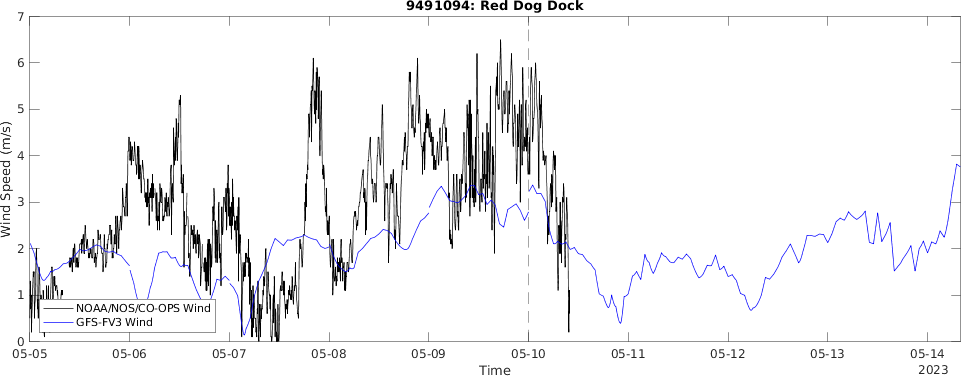 9491094: Red Dog Dock
Wind Speed (m/s)
7
6
5
4
3
2
1
0
NOAA/NOS/CO-OPS Wind
GFS-FV3 Wind
05-05 05-06 05-07 05-08 05-09 05-10 05-11 05-12 05-13 05-14
Time
2023